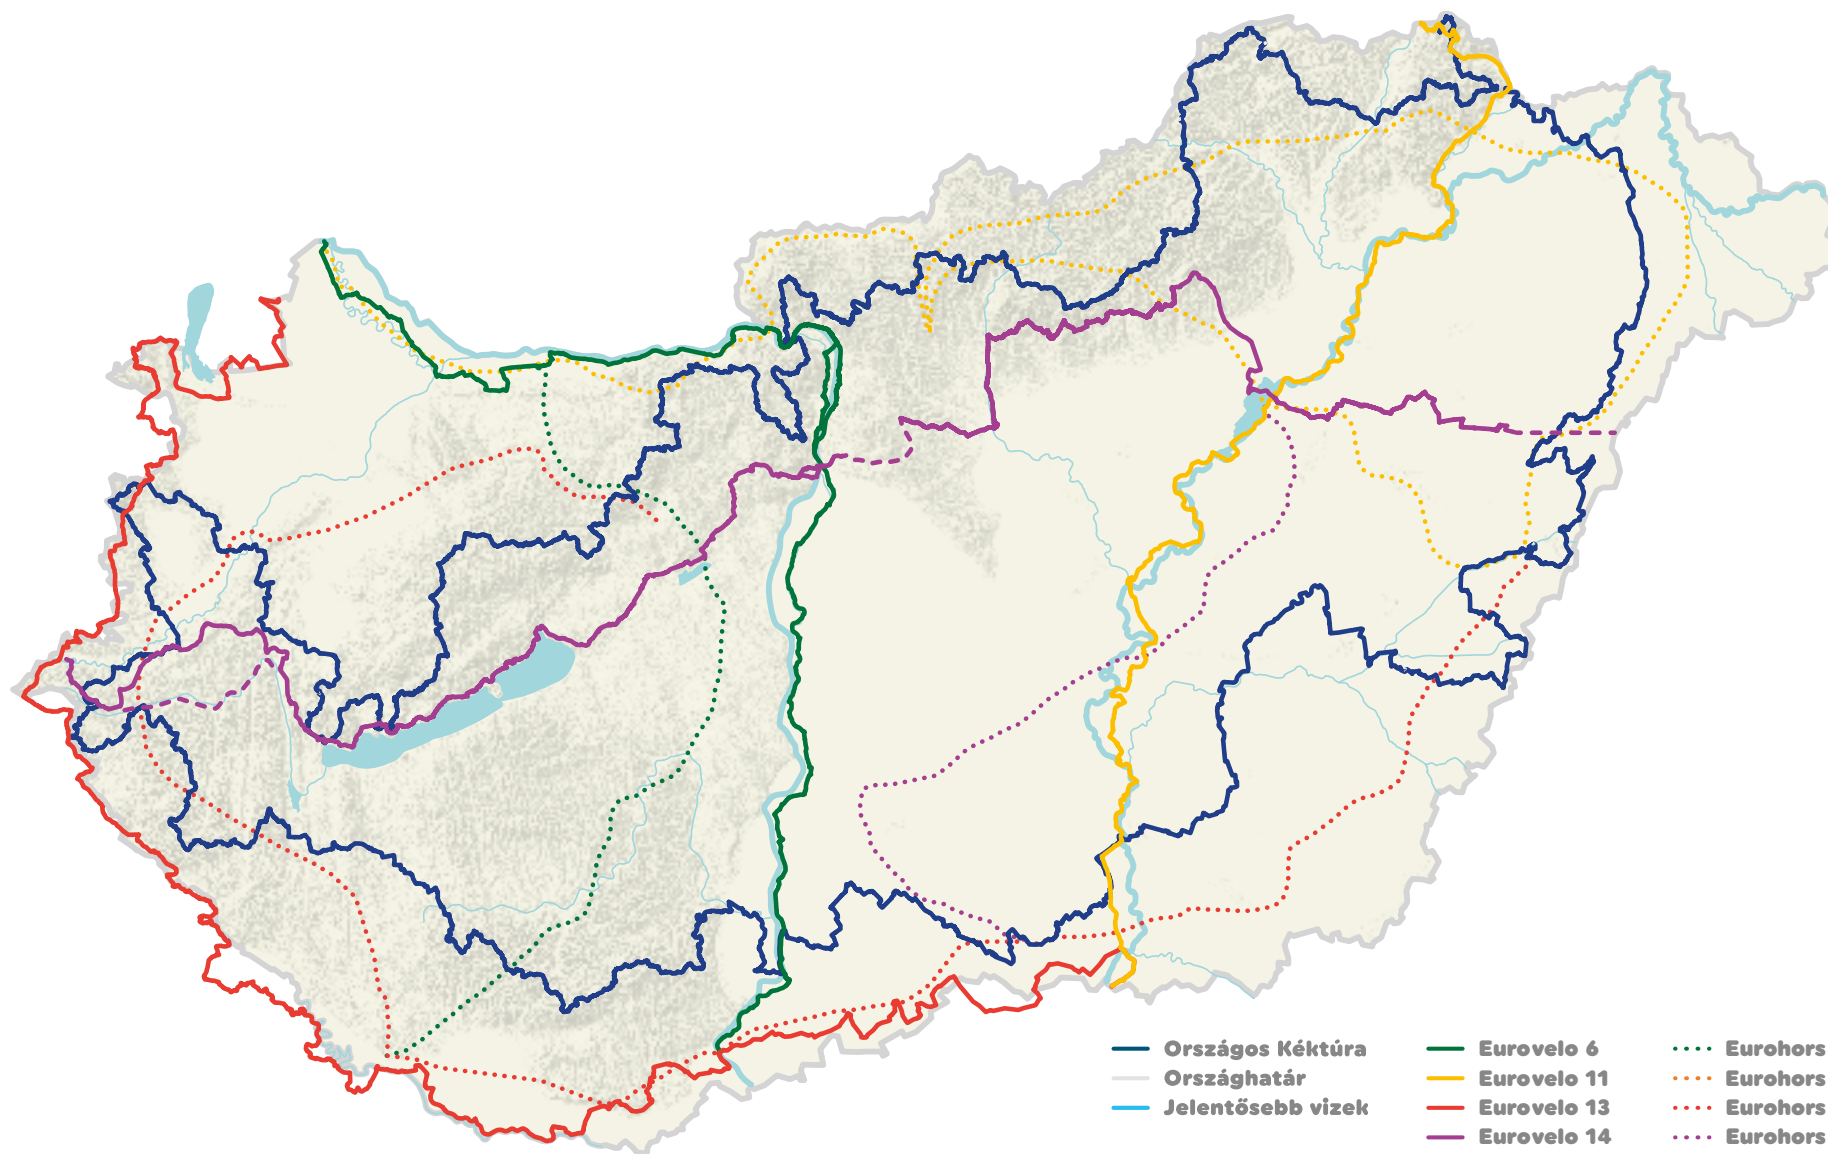 Országos Kéktúra
Országhatár
Jelentősebb vizek
Eurovelo 6
Eurovelo 11
Eurovelo 13
Eurovelo 14
Eurohors
Eurohors
Eurohors
Eurohors